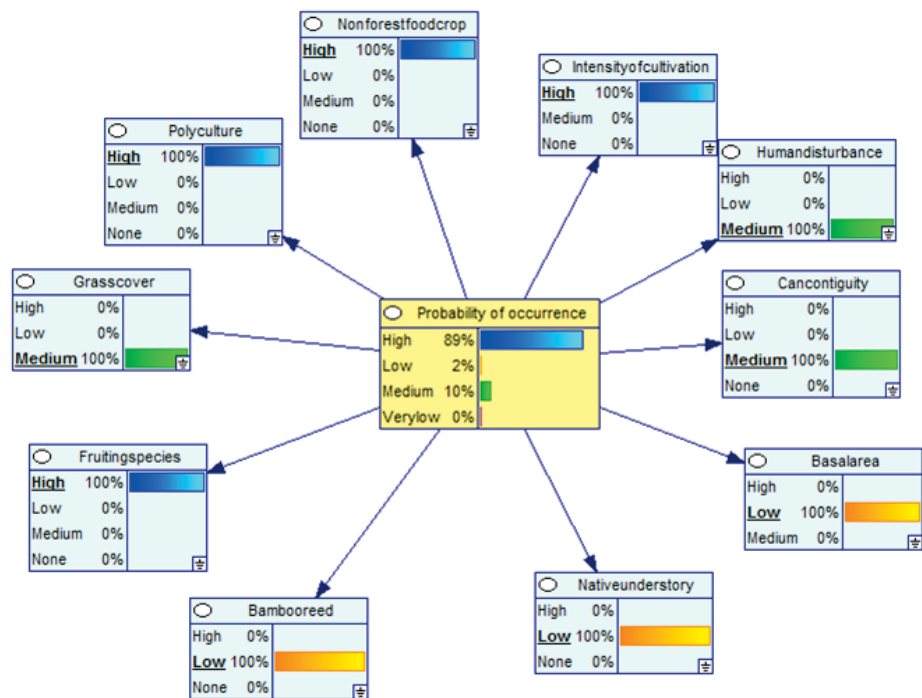 Nonforestfoodcrop
High 100%
Low 0%
Medium 0%
None 0%
Intensityofcultivation
High 100%
Medium 0%
None 0%
Polyculture
High 100%
Low 0%
Medium 0%
None 0%
Humandisturbance
High 0%
Low 0%
Medium 100%
Grasscover
High 0%
Low 0%
Medium 100%
Probability of occurrence
High 89%
Low 2%
Medium 10%
Verylow 0%
Cancontiguity
High 0%
Low 0%
Medium 100%
None 0%
Fruitingspecies
High 100%
Low 0%
Medium 0%
None 0%
Basalarea
High 0%
Low 100%
Medium 0%
Bambooreed
High 0%
Low 100%
None 0%
Nativeunderstory
High 0%
Low 100%
None 0%